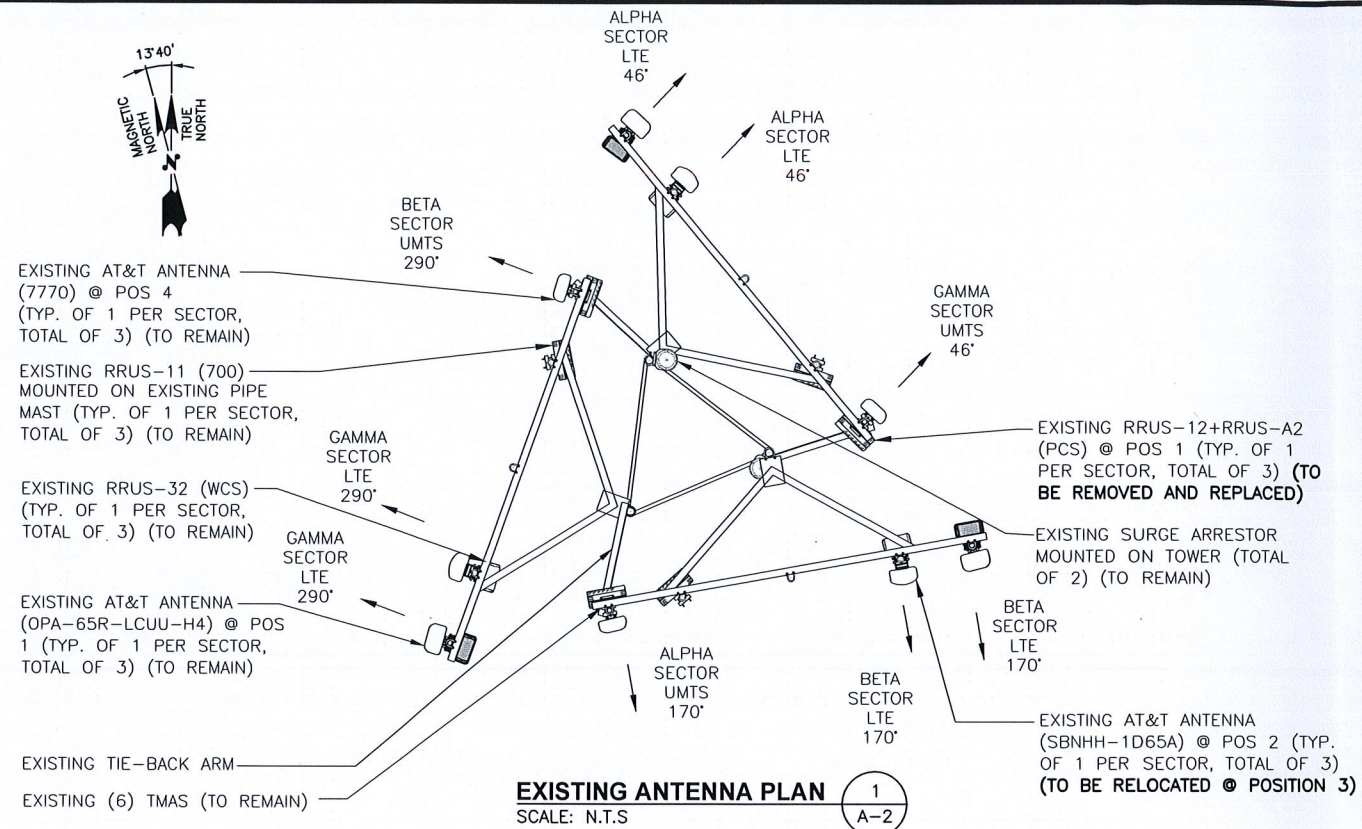 13°40'
MAGNETIC
NORTH
TRUE
NORTH
N
ALPHA
SECTOR
LTE
46°
ALPHA
SECTOR
LTE
46°
BETA
SECTOR
UMTS
290°
GAMMA
SECTOR
UMTS
46°
EXISTING AT&T ANTENNA
(7770) @ POS 4
(TYP. OF 1 PER SECTOR,
TOTAL OF 3) (TO REMAIN)
EXISTING RRUS-11 (700)
MOUNTED ON EXISTING PIPE
MAST (TYP. OF 1 PER SECTOR,
TOTAL OF 3) (TO REMAIN)
GAMMA
SECTOR
LTE
290°
EXISTING RRUS-32 (WCS)
(TYP. OF 1 PER SECTOR,
TOTAL OF 3) (TO REMAIN)
GAMMA
SECTOR
LTE
290°
EXISTING AT&T ANTENNA
(OPA-65R-LCUU-H4) @ POS
1 (TYP. OF 1 PER SECTOR,
TOTAL OF 3) (TO REMAIN)
EXISTING TIE-BACK ARM
EXISTING (6) TMAS (TO REMAIN)
EXISTING RRUS-12+RRUS-A2
(PCS) @ POS 1 (TYP. OF 1
PER SECTOR, TOTAL OF 3) (TO
BE REMOVED AND REPLACED)
EXISTING SURGE ARRESTOR
MOUNTED ON TOWER (TOTAL
OF 2) (TO REMAIN)
BETA
SECTOR
LTE
170°
ALPHA
SECTOR
UMTS
170°
BETA
SECTOR
LTE
170°
EXISTING AT&T ANTENNA
(SBNHH-1D65A) @ POS 2 (TYP.
OF 1 PER SECTOR, TOTAL OF 3)
(TO BE RELOCATED @ POSITION 3)
EXISTING ANTENNA PLAN
SCALE: N.T.S
1
A-2